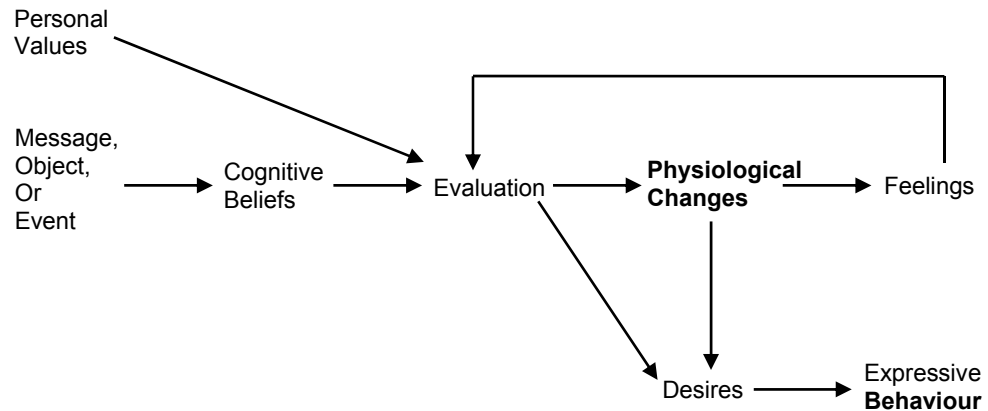 Personal
Values
Message,
Object,
Or
Event
Cognitive
Beliefs
Evaluation
Physiological
Changes
Feelings
Desires
Expressive
Behaviour